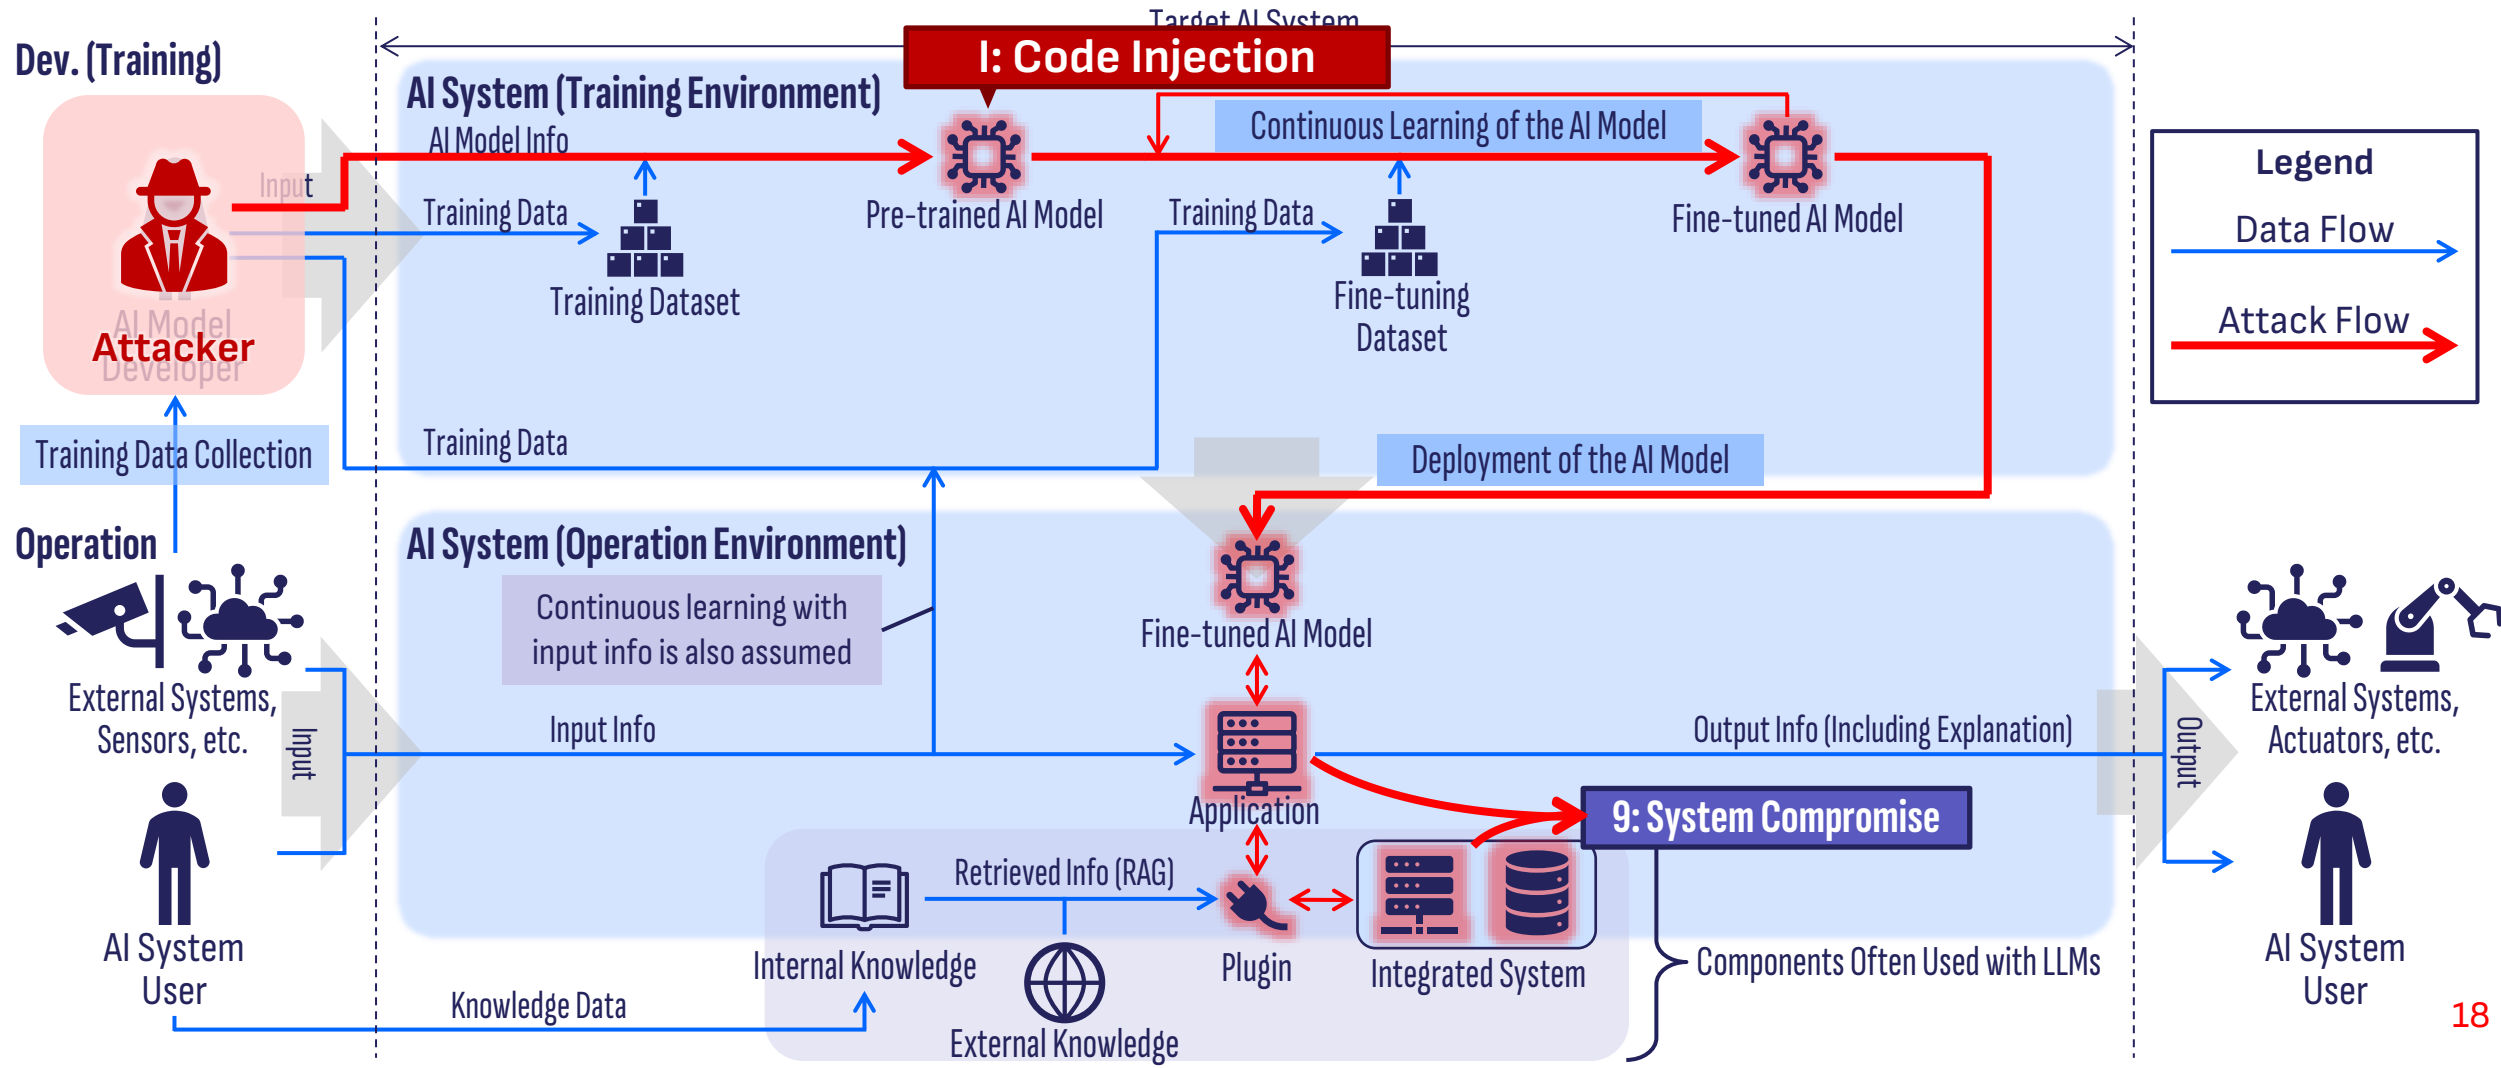 Target AI System
I: Code Injection
Dev. (Training)
AI System (Training Environment)
AI Model Info
Continuous Learning of the AI Model
Input
Training Data
Pre-trained AI Model
Training Data
Fine-tuned AI Model
Training Dataset
Fine-tuning
Dataset
AI Model
Attacker
Developer
Legend
Data Flow
Attack Flow
Training Data Collection
Training Data
Deployment of the AI Model
Operation
AI System (Operation Environment)
Continuous learning with
input info is also assumed
Fine-tuned AI Model
External Systems,
Sensors, etc.
Input
Input Info
Output Info (Including Explanation)
Output
External Systems,
Actuators, etc.
Application
9: System Compromise
Retrieved Info (RAG)
Internal Knowledge
Plugin
Integrated System
Components Often Used with LLMs
AI System
User
Knowledge Data
External Knowledge
AI System
User
18